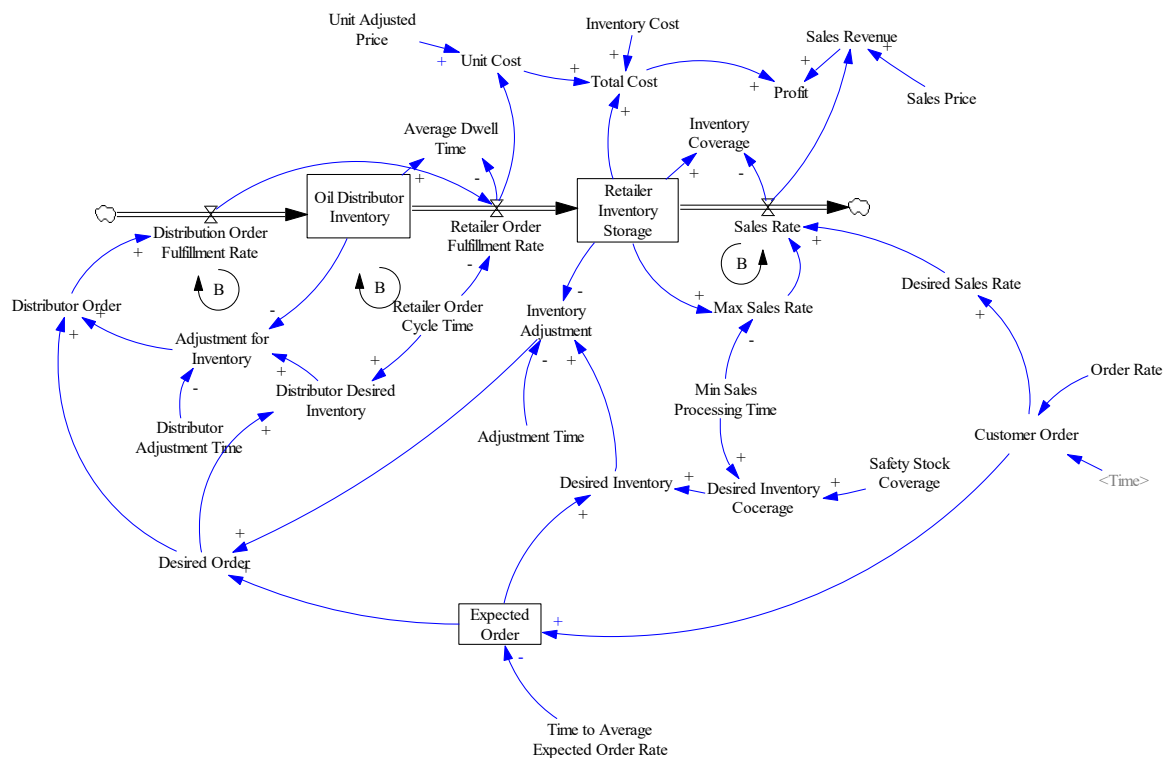 Unit Adjusted
Price
Inventory Cost
Sales Revenue
+
+
+
Unit Cost
+
+
Total Cost
+
+
Profit
Sales Price
+
Average Dwell
Time
Inventory
Coverage
+
-
+
-
Oil Distributor
Inventory
Retailer
Inventory
Storage
Distribution Order
Fulfillment Rate
Retailer Order
Fulfillment Rate
Sales Rate
+
+
-
B
B
B
Desired Sales Rate
Distributor Order
+
+
-
Retailer Order
Cycle Time
Inventory
Adjustment
-
+
Max Sales Rate
+
Adjustment for
Inventory
-
+
-
+
-
+
Distributor Desired
Inventory
Min Sales
Processing Time
Order Rate
Distributor
Adjustment Time
+
Adjustment Time
Customer Order
+
Safety Stock
Coverage
<Time>
Desired Inventory
+
Desired Inventory
Cocerage
+
+
+
Desired Order
+
Expected
Order
+
-
Time to Average
Expected Order Rate